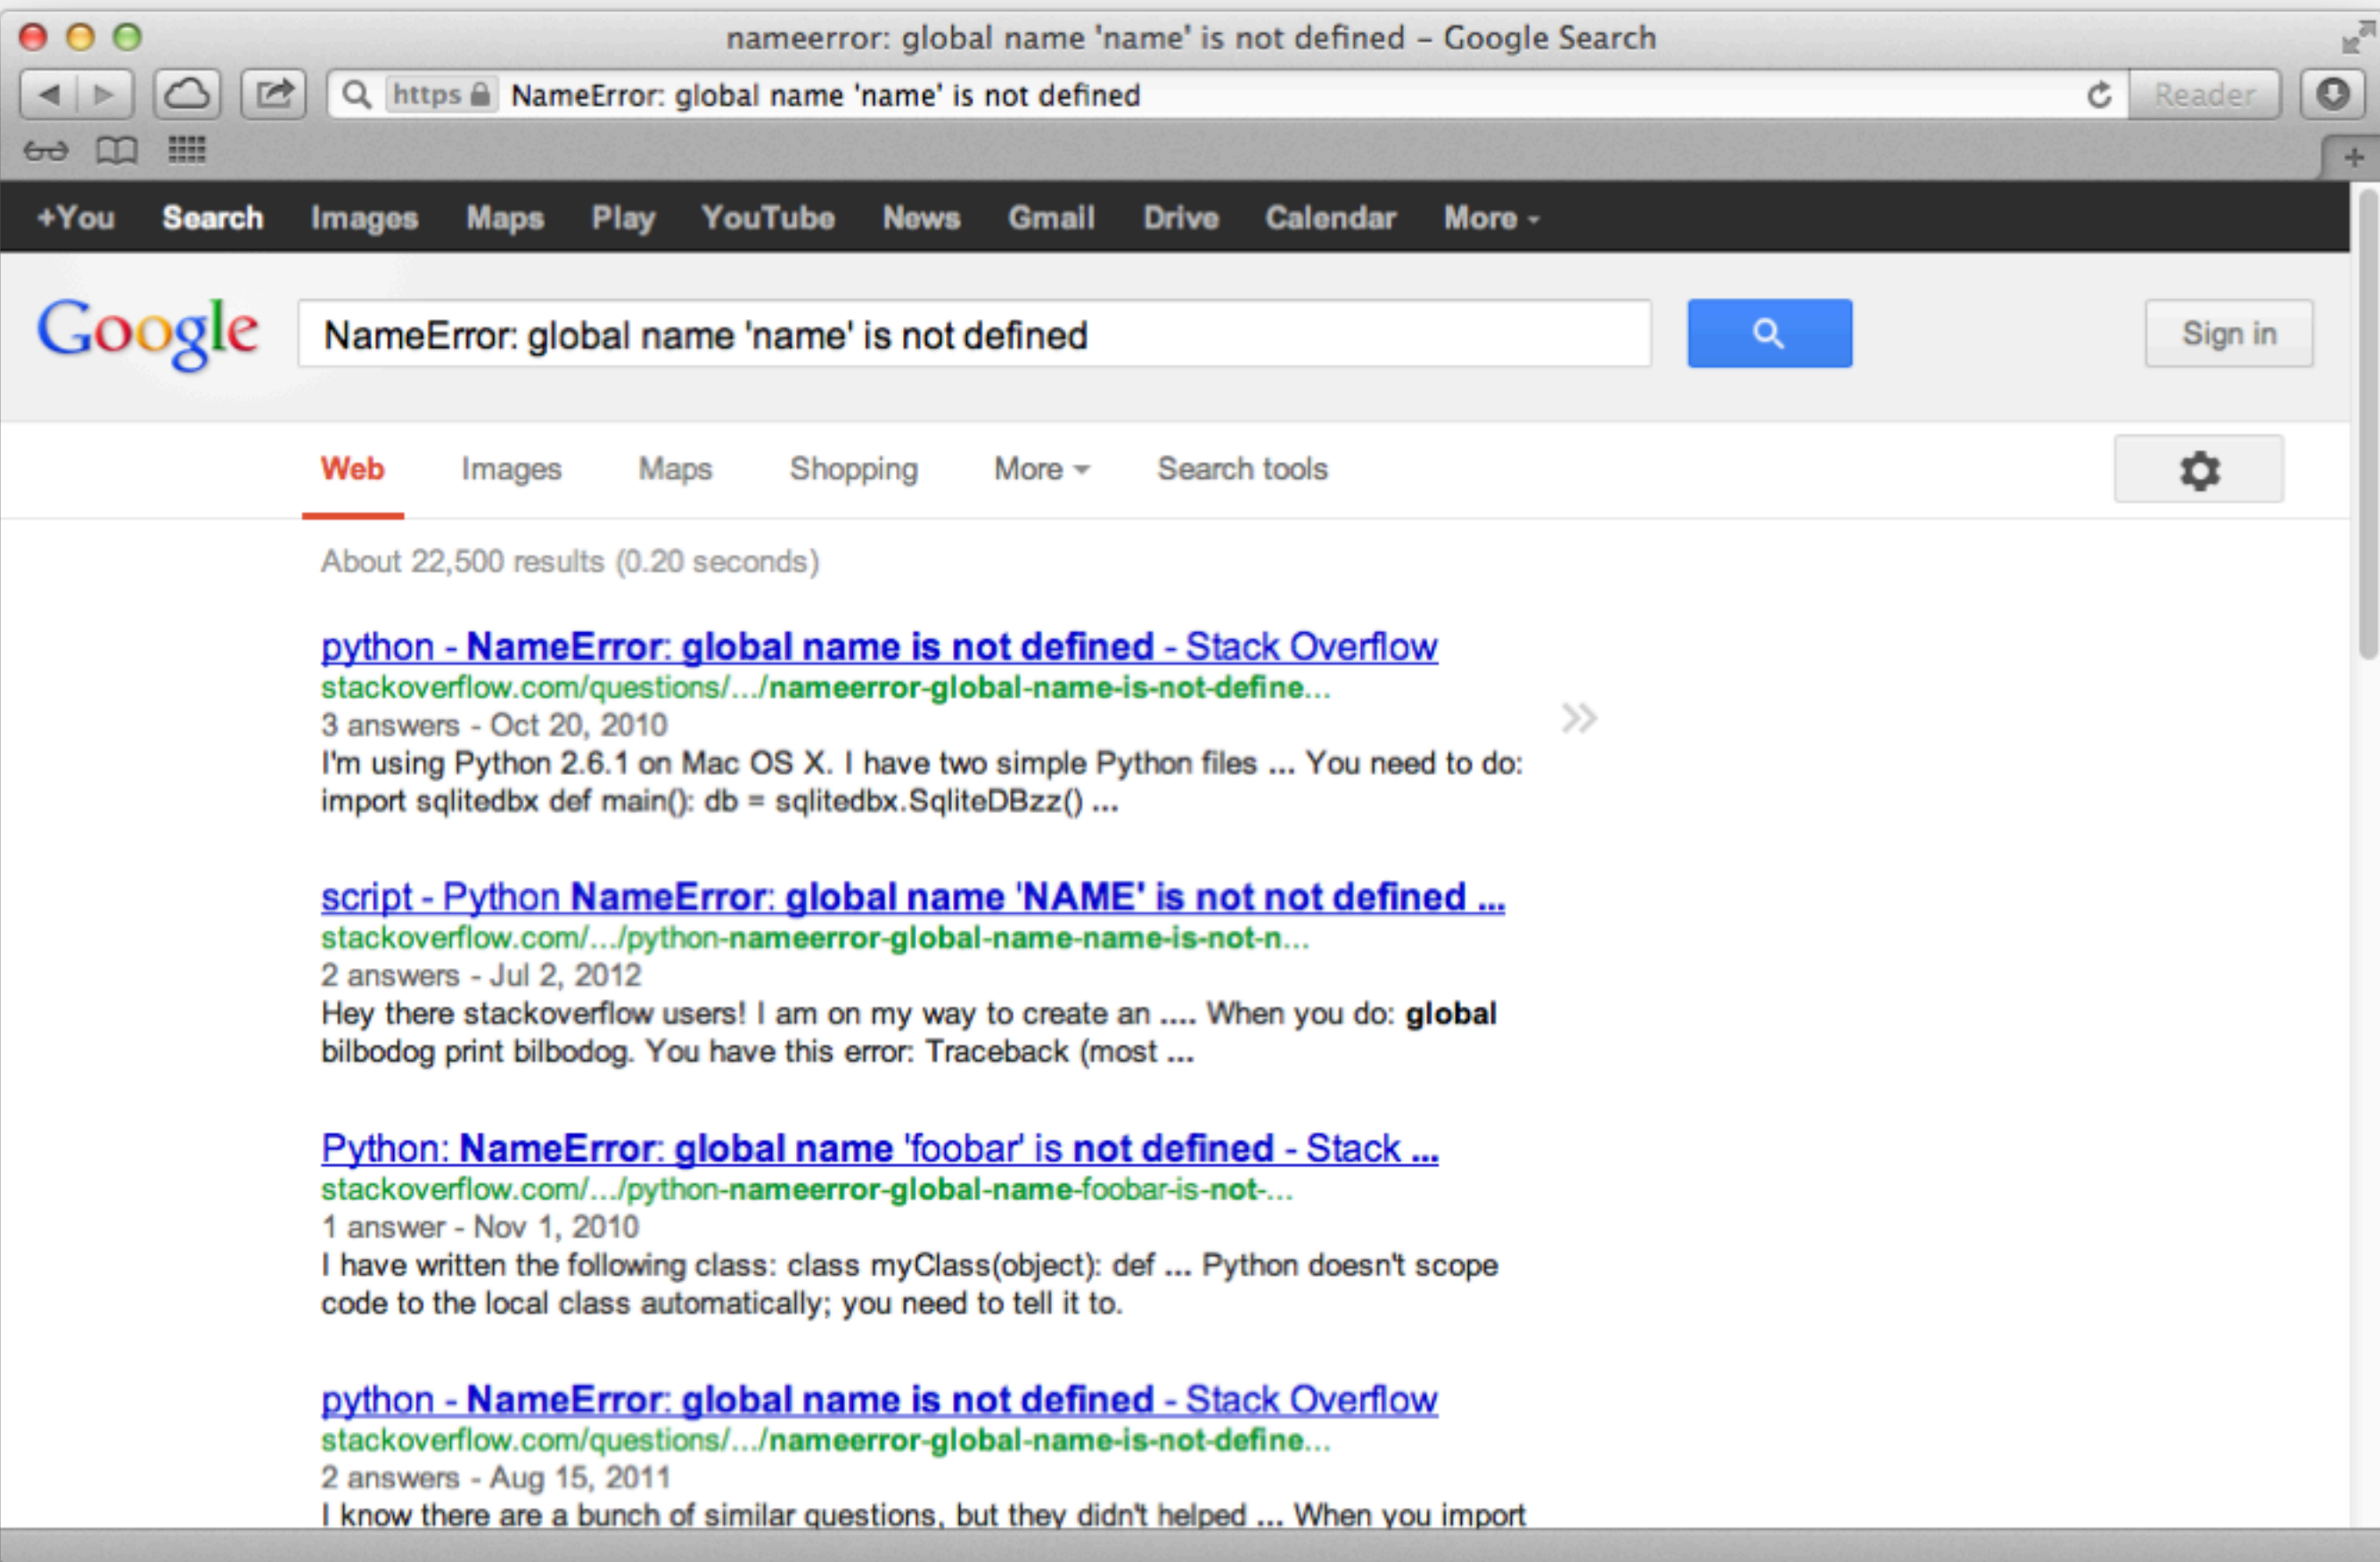 nameerror: global name 'name' is not defined – Google Search
https NameError: global name 'name' is not defined
Reader
+You Search Images Maps Play YouTube News Gmail Drive Calendar More
Google NameError: global name 'name' is not defined Sign in
Web Images Maps Shopping More Search tools
About 22,500 results (0.20 seconds)
python - NameError: global name is not defined - Stack Overflow
stackoverflow.com/questions/.../nameerror-global-name-is-not-define...
3 answers - Oct 20, 2010
I'm using Python 2.6.1 on Mac OS X. I have two simple Python files ... You need to do:
import sqlitedbx def main(): db = sqlitedbx.SqliteDBzz() ...
script - Python NameError: global name 'NAME' is not not defined ...
stackoverflow.com/.../python-nameerror-global-name-name-is-not-n...
2 answers - Jul 2, 2012
Hey there stackoverflow users! I am on my way to create an .... When you do: global
bilbodog print bilbodog. You have this error: Traceback (most ...
Python: NameError: global name 'foobar' is not defined - Stack ...
stackoverflow.com/.../python-nameerror-global-name-foobar-is-not-...
1 answer - Nov 1, 2010
I have written the following class: class myClass(object): def ... Python doesn't scope
code to the local class automatically; you need to tell it to.
python - NameError: global name is not defined - Stack Overflow
stackoverflow.com/questions/.../nameerror-global-name-is-not-define...
2 answers - Aug 15, 2011
I know there are a bunch of similar questions, but they didn't helped ... When you import